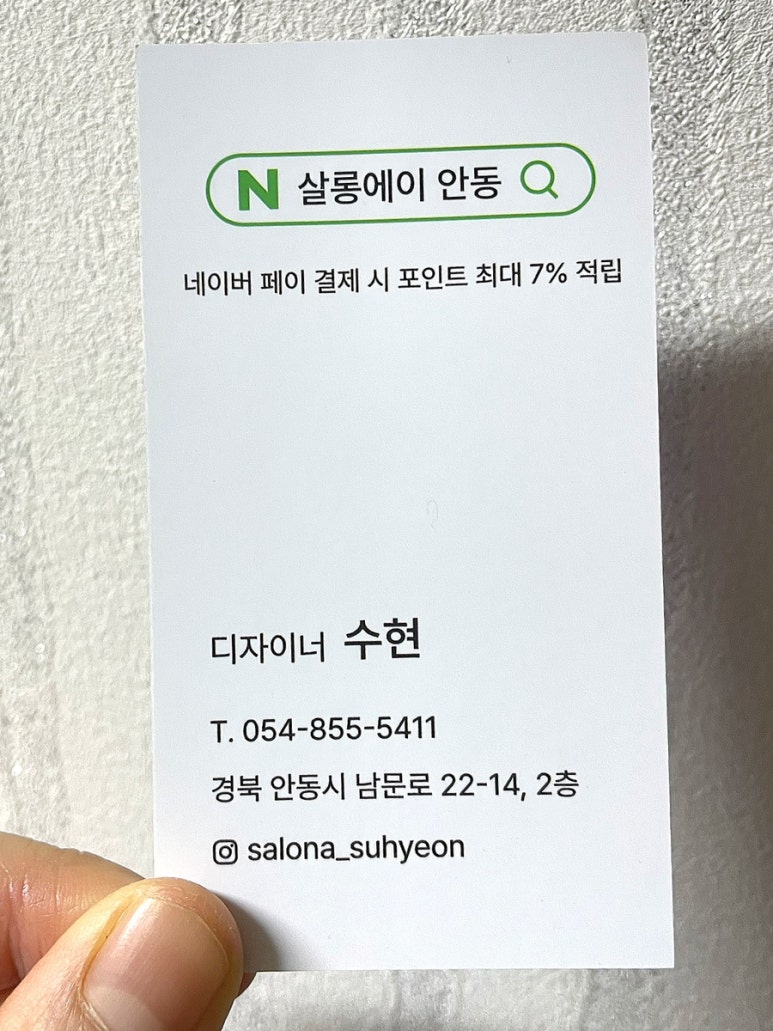 N 살롱에이 안동
네이버 페이 결제 시 포인트 최대 7% 적립
디자이너 수현
T. 054-855-5411
경북 안동시 남문로 22-14, 2층
salona_suhyeon